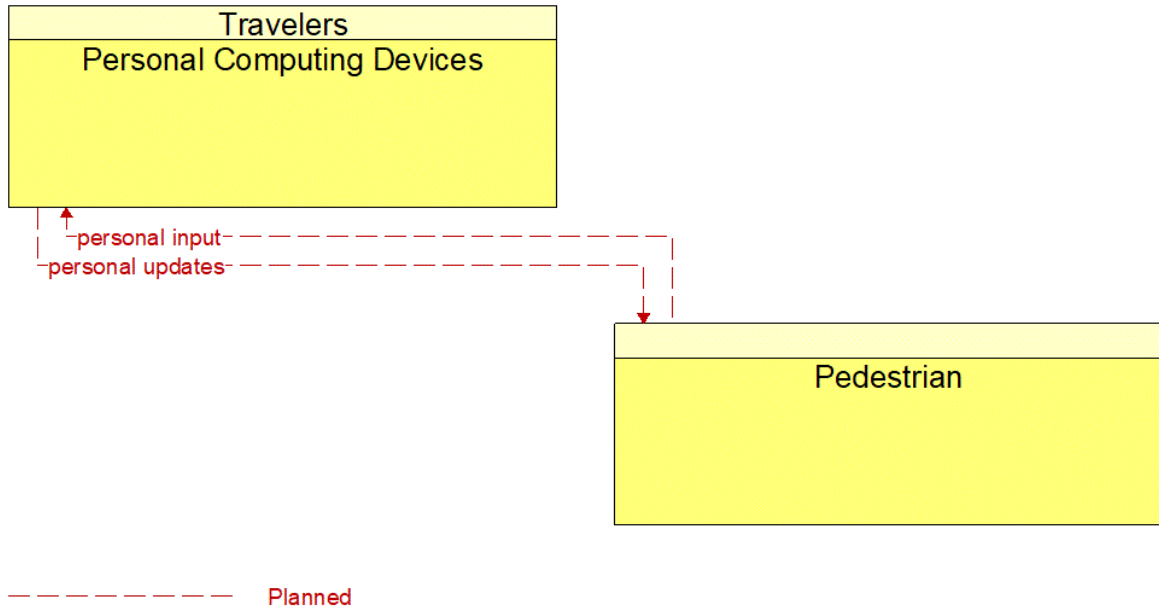 Travelers
Personal Computing Devices
personal input
personal updates
Pedestrian
Planned